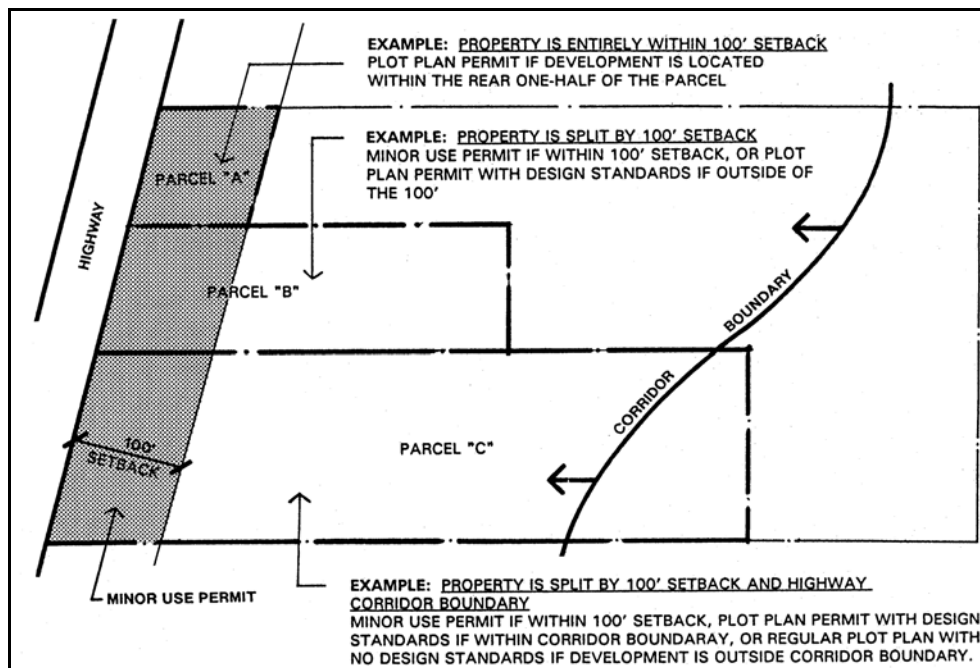 EXAMPLE: PROPERTY IS ENTIRELY WITHIN 100' SETBACK
PLOT PLAN PERMIT IF DEVELOPMENT IS LOCATED
WITHIN THE REAR ONE-HALF OF THE PARCEL
EXAMPLE: PROPERTY IS SPLIT BY 100' SETBACK
MINOR USE PERMIT IF WITHIN 100' SETBACK, OR PLOT
PLAN PERMIT WITH DESIGN STANDARDS IF OUTSIDE OF
THE 100'
PARCEL "A"
HIGHWAY
PARCEL "B"
BOUNDARY
CORRIDOR
PARCEL "C"
100'
SETBACK
MINOR USE PERMIT
EXAMPLE: PROPERTY IS SPLIT BY 100' SETBACK AND HIGHWAY
CORRIDOR BOUNDARY
MINOR USE PERMIT IF WITHIN 100' SETBACK, PLOT PLAN PERMIT WITH DESIGN
STANDARDS IF WITHIN CORRIDOR BOUNDARAY, OR REGULAR PLOT PLAN WITH
NO DESIGN STANDARDS IF DEVELOPMENT IS OUTSIDE CORRIDOR BOUNDARY.